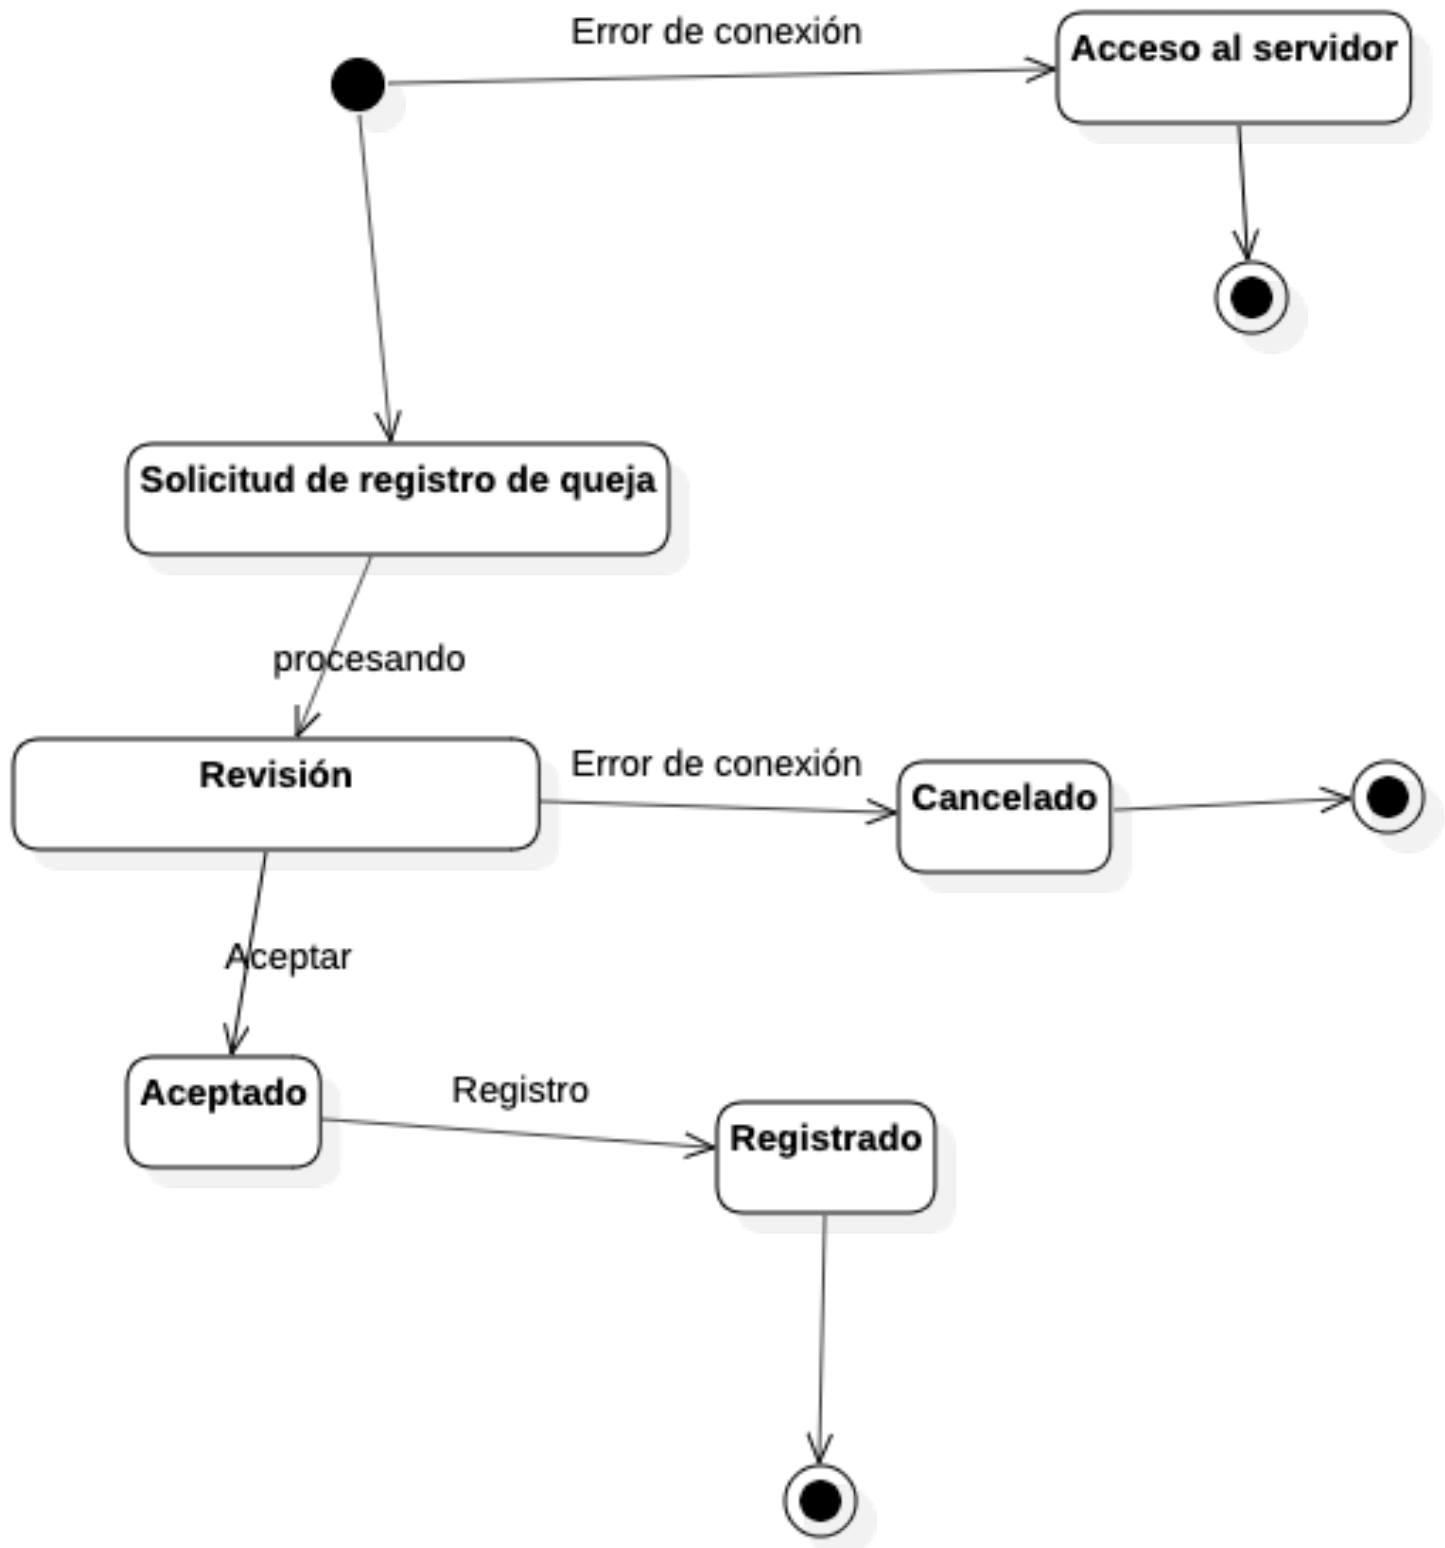 Error de conexión
Acceso al servidor
Solicitud de registro de queja
procesando
Revisión
Error de conexión
Cancelado
Aceptar
Aceptado
Registro
Registrado